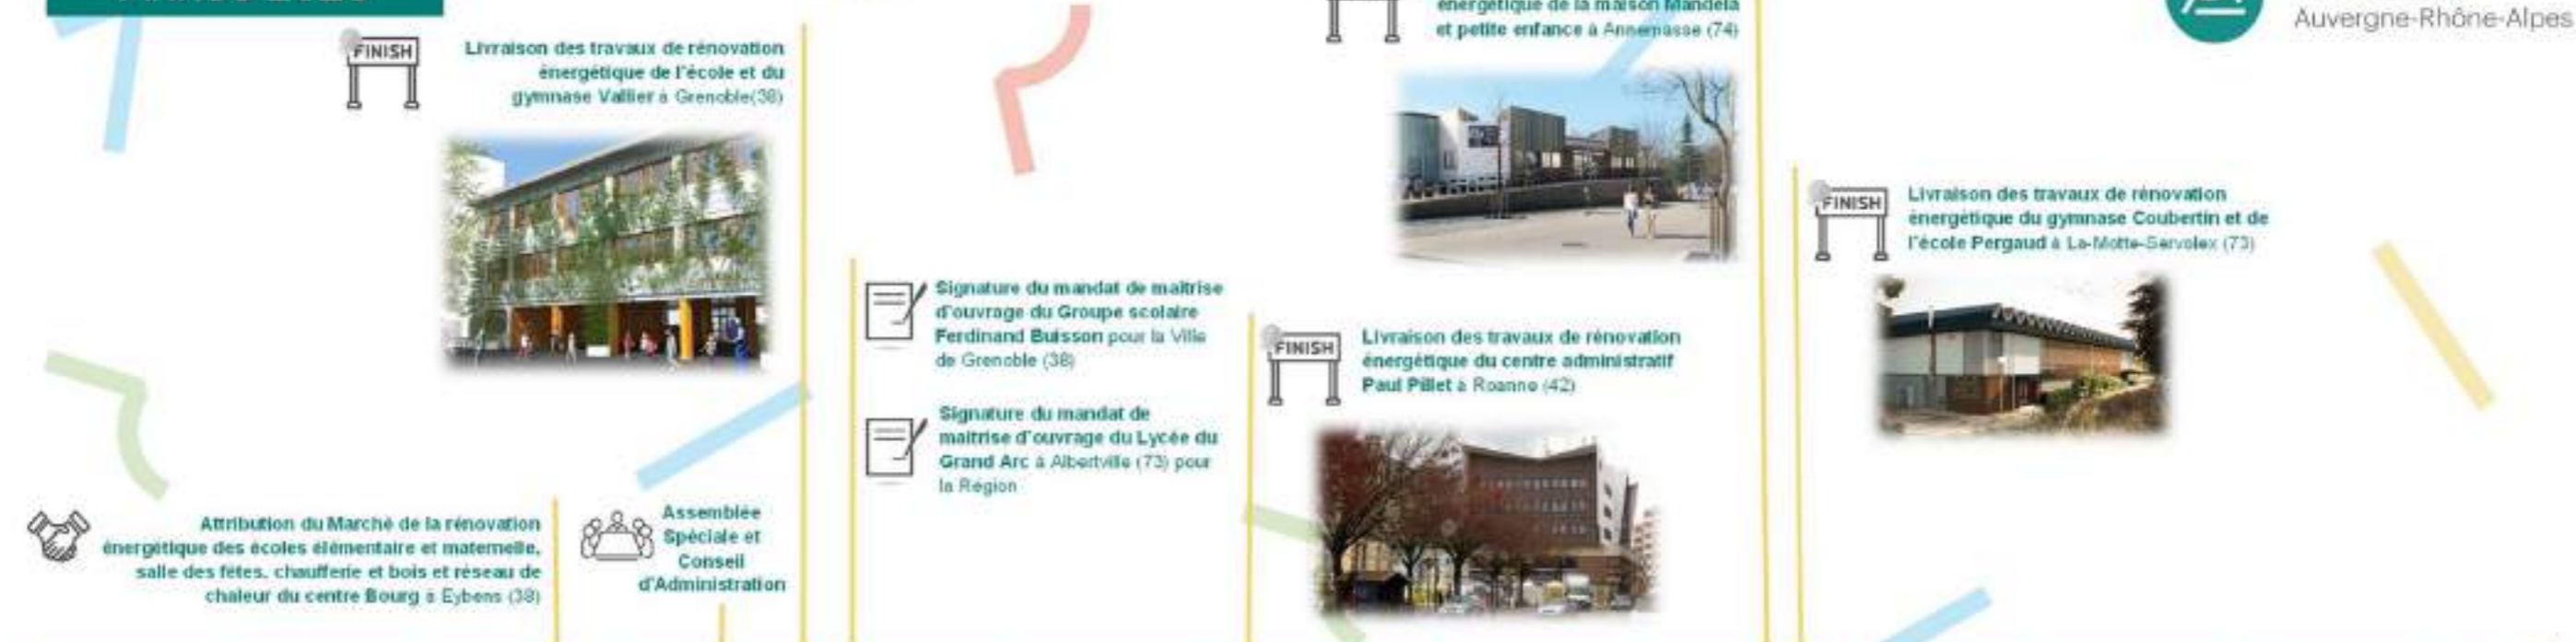 FINISH
Livraison des travaux de rénovation
énergétique de l'école et du
gymnase Vallier à Grenoble(38)
énergétique de la maison Mandela
et petite enfance à Annemasse (74)
Auvergne-Rhône-Alpes
FINISH
Livraison des travaux de rénovation
énergétique du gymnase Coubertin et de
l'école Pergaud à La-Motte-Servolex (73)
Signature du mandat de maîtrise
d'ouvrage du Groupe scolaire
Ferdinand Buisson pour la Ville
de Grenoble (38)
FINISH
Livraison des travaux de rénovation
énergétique du centre administratif
Paul Pillet à Roanne (42)
Signature du mandat de
maîtrise d'ouvrage du Lycée du
Grand Arc à Albertville (73) pour
la Région
Attribution du Marché de la rénovation
énergétique des écoles élémentaire et maternelle,
salle des fêtes, chaufferie et bois et réseau de
chaleur du centre Bourg à Eybens (38)
Assemblée
Spéciale et
Conseil
d'Administration